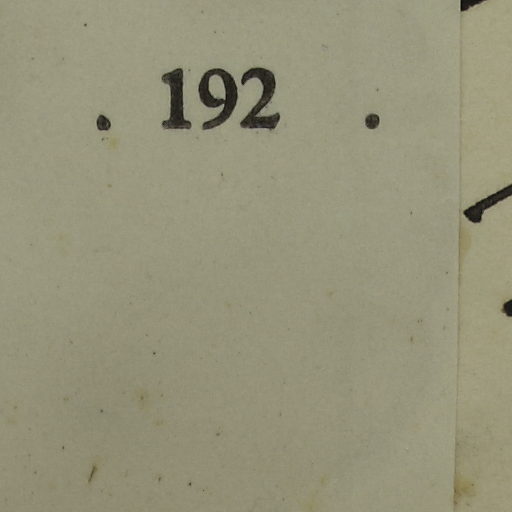 . 192 .